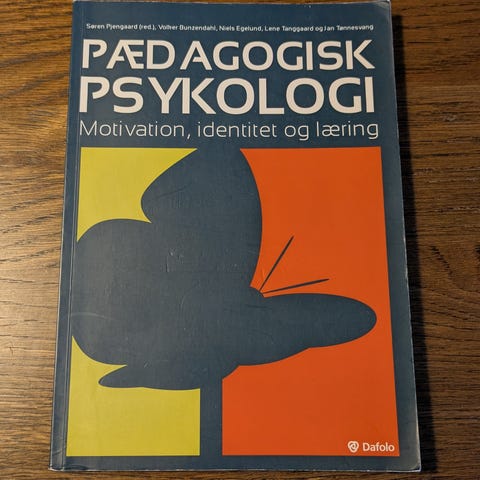 Søren Pjengaard (red.), Volker Bunzendahl, Niels Egelund, Lene Tanggaard og Jan Tønnesvang
PÆDAGOGISK
PSYKOLOGI
Motivation, identitet og læring
Dafolo